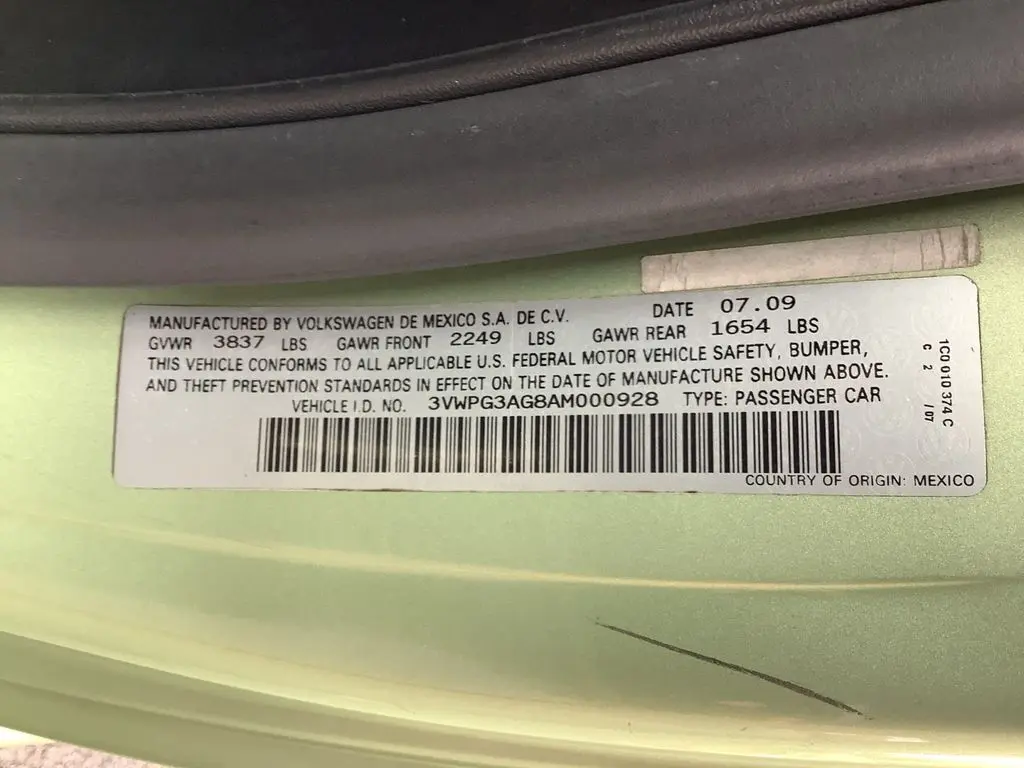 MANUFACTURED BY VOLKSWAGEN DE MEXICO S.A. DE C.V. DATE 07.09
GVWR 3837 LBS GAWR FRONT 2249 LBS GAWR REAR 1654 LBS
THIS VEHICLE CONFORMS TO ALL APPLICABLE U.S. FEDERAL MOTOR VEHICLE SAFETY, BUMPER,
AND THEFT PREVENTION STANDARDS IN EFFECT ON THE DATE OF MANUFACTURE SHOWN ABOVE.
VEHICLE I.D. NO. 3VWPG3AG8AM000928 TYPE: PASSENGER CAR
COUNTRY OF ORIGIN: MEXICO
1C0 010 374 C
C 2 /07